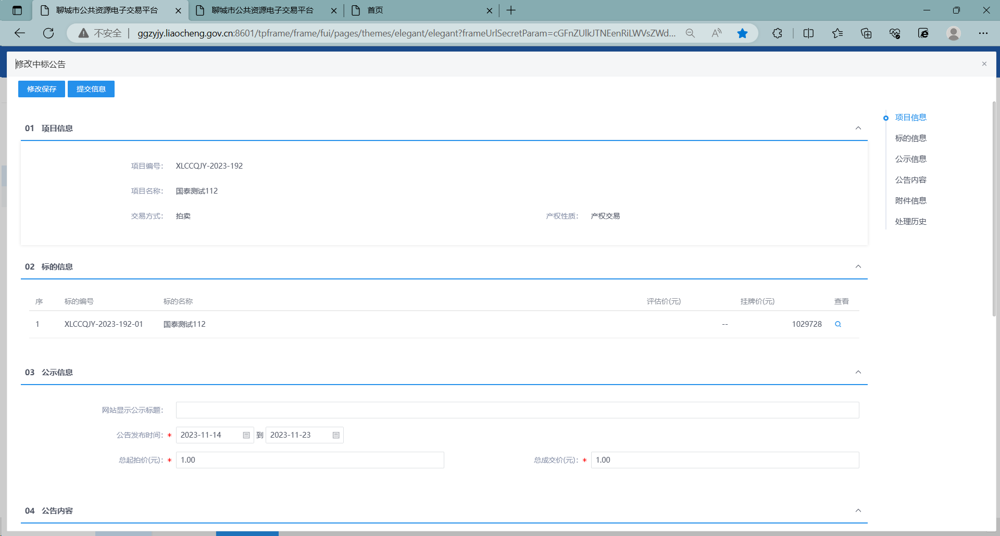 聊城市公共资源电子交易平台
聊城市公共资源电子交易平台
首页
不安全
ggzyjy.liaocheng.gov.cn:8601/tpframe/frame/fui/pages/themes/elegant/elegant?frameUrlSecretParam=cGFnZUlkJTNEenRiLWVsZWd...
修改中标公告
修改保存 提交信息
01 项目信息
项目编号： XLCCQJY-2023-192
项目名称： 国泰测试112
交易方式： 拍卖 产权性质： 产权交易
02 标的信息
序 标的编号 标的名称 评估价(元) 挂牌价(元) 查看
1 XLCCQJY-2023-192-01 国泰测试112 -- 1029728
03 公示信息
网站显示公示标题：
公告发布时间：* 2023-11-14 到 2023-11-23
总起拍价(元)：* 1.00 总成交价(元)：* 1.00
04 公告内容
项目信息
标的信息
公示信息
公告内容
附件信息
处理历史